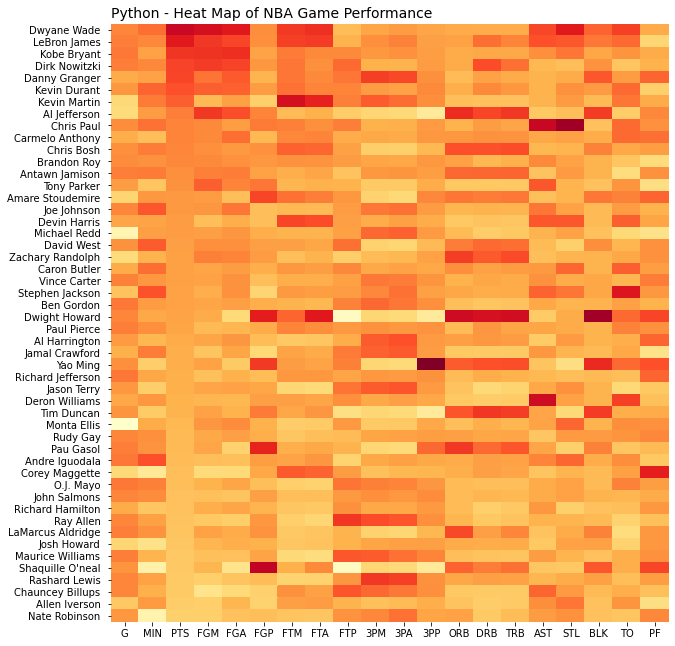 Python - Heat Map of NBA Game Performance
Dwyane Wade
LeBron James
Kobe Bryant
Dirk Nowitzki
Danny Granger
Kevin Durant
Kevin Martin
Al Jefferson
Chris Paul
Carmelo Anthony
Chris Bosh
Brandon Roy
Antawn Jamison
Tony Parker
Amare Stoudemire
Joe Johnson
Devin Harris
Michael Redd
David West
Zachary Randolph
Caron Butler
Vince Carter
Stephen Jackson
Ben Gordon
Dwight Howard
Paul Pierce
Al Harrington
Jamal Crawford
Yao Ming
Richard Jefferson
Jason Terry
Deron Williams
Tim Duncan
Monta Ellis
Rudy Gay
Pau Gasol
Andre Iguodala
Corey Maggette
O.J. Mayo
John Salmons
Richard Hamilton
Ray Allen
LaMarcus Aldridge
Josh Howard
Maurice Williams
Shaquille O'neal
Rashard Lewis
Chauncey Billups
Allen Iverson
Nate Robinson
G MIN PTS FGM FGA FGP FTM FTA FTP 3PM 3PA 3PP ORB DRB TRB AST STL BLK TO PF